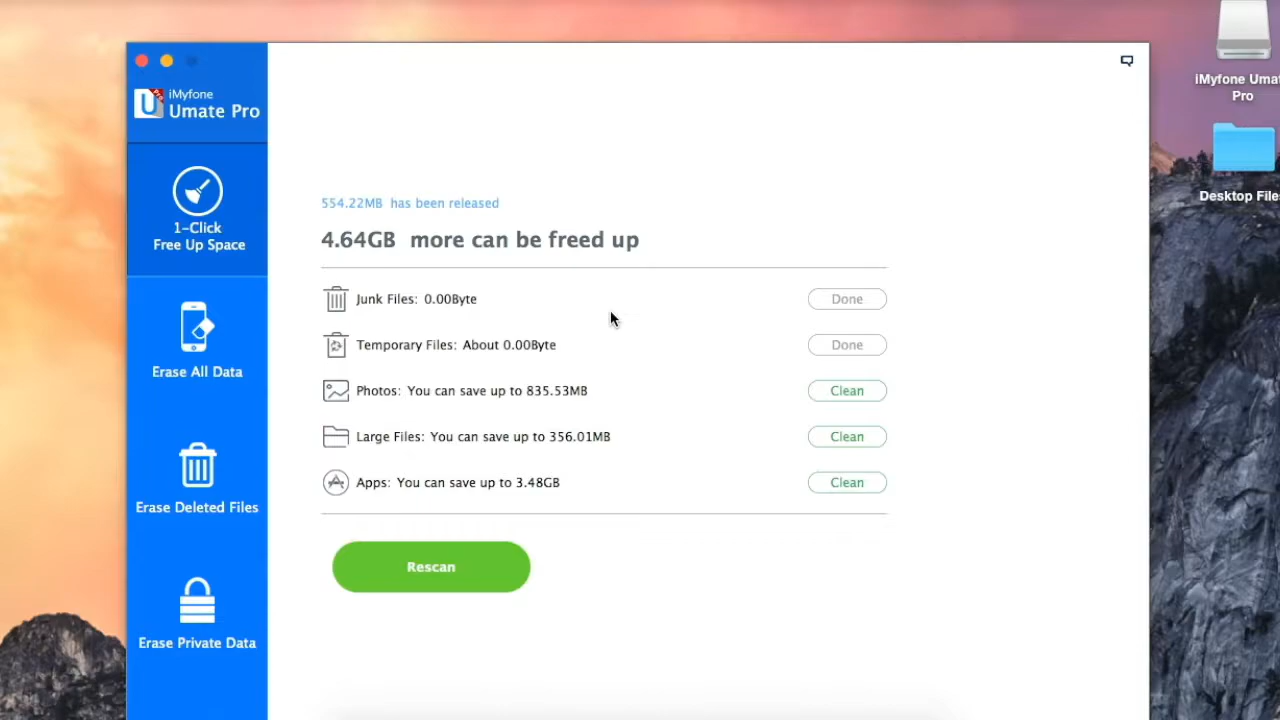 iMyfone
Umate Pro
1-Click
Free Up Space
Erase All Data
Erase Deleted Files
Erase Private Data
554.22MB has been released
4.64GB more can be freed up
Junk Files: 0.00Byte
Done
Temporary Files: About 0.00Byte
Done
Photos: You can save up to 835.53MB
Clean
Large Files: You can save up to 356.01MB
Clean
Apps: You can save up to 3.48GB
Clean
Rescan
iMyfone Umat
Pro
Desktop File